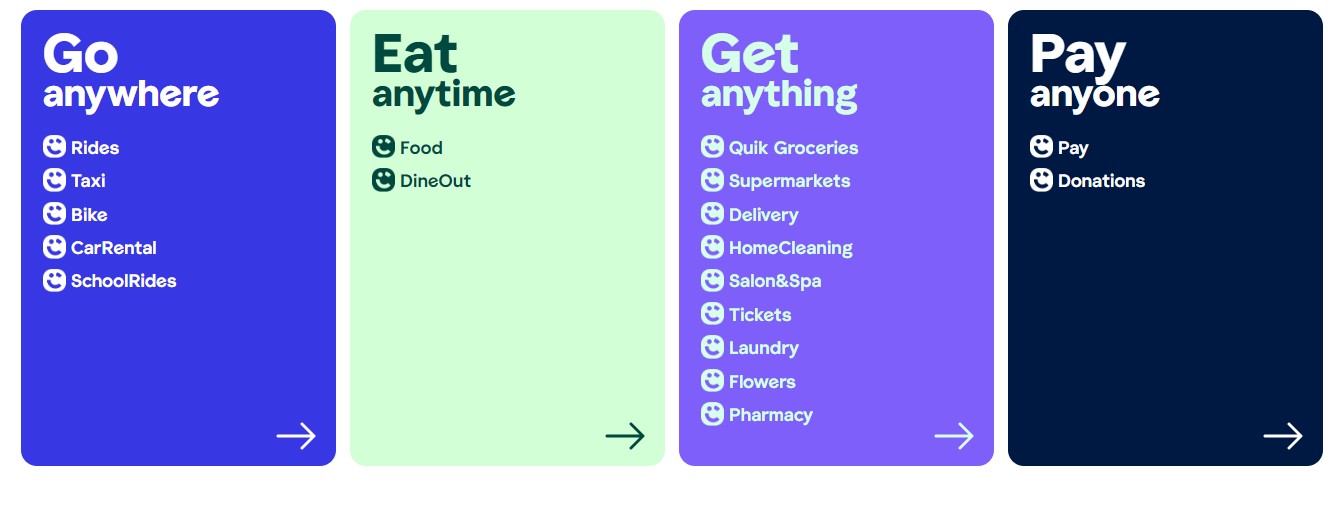 Go
anywhere
Rides
Taxi
Bike
CarRental
SchoolRides
Eat
anytime
Food
DineOut
Get
anything
Quik Groceries
Supermarkets
Delivery
HomeCleaning
Salon&Spa
Tickets
Laundry
Flowers
Pharmacy
Pay
anyone
Pay
Donations